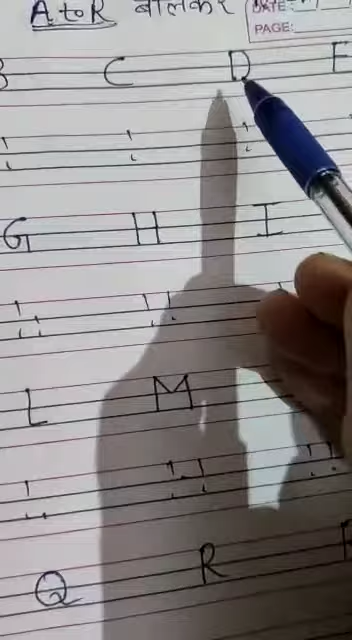 A to R बोलकर
DATE:
PAGE:
B C D E
G H I
L M
Q R